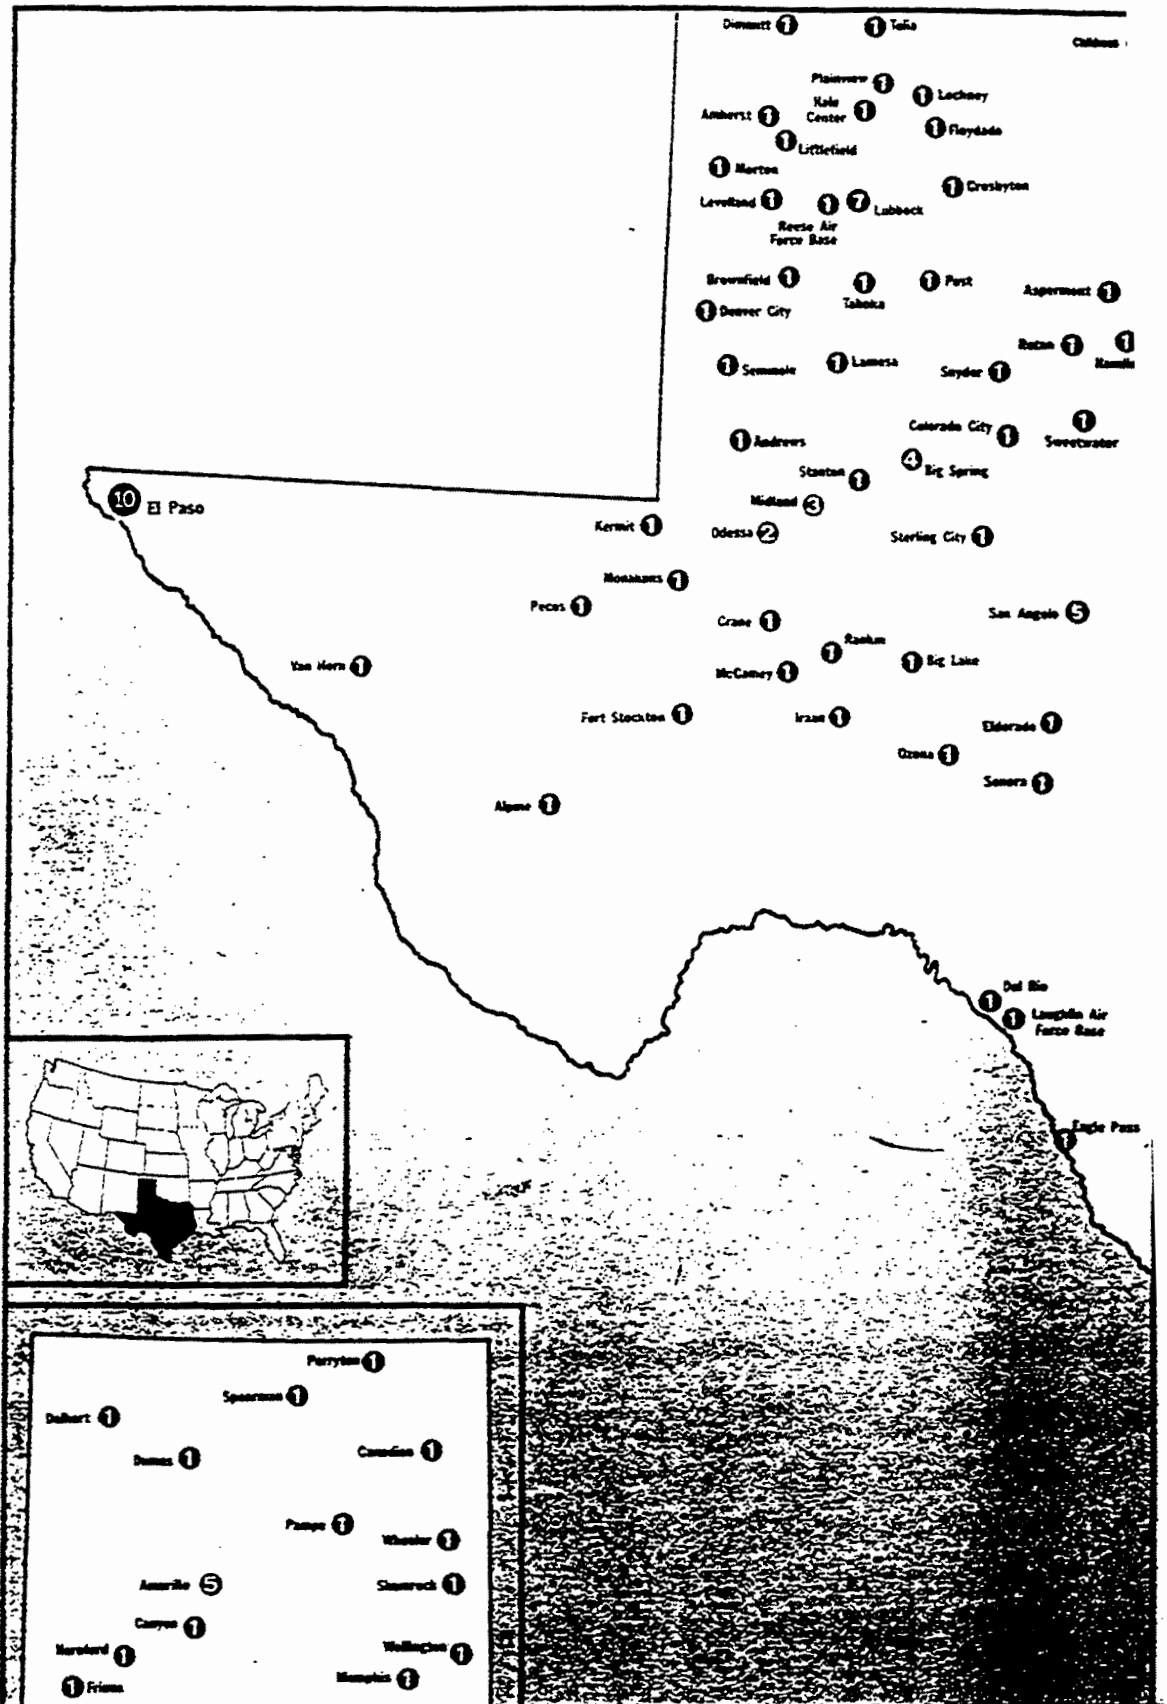 Dimmitt 1
1 Tulia
Childress
Plainview 1
1 Lockney
Hale
Center 1
Amherst 1
1 Floydada
1 Littlefield
1 Morton
1 Crosbyton
Levelland 1
1
7 Lubbock
Reese Air
Force Base
Brownfield 1
1
Tahoka
1 Post
Aspermont 1
1 Denver City
Rotan 1
1
Hamlin
1 Seminole
1 Lamesa
Snyder 1
Colorado City 1
1
Sweetwater
1 Andrews
4 Big Spring
Stanton 1
10 El Paso
Midland 3
Kermit 1
Odessa 2
Sterling City 1
Monahans 1
Pecos 1
Crane 1
San Angelo 5
Rankin
1
Van Horn 1
McCamey 1
1 Big Lake
Fort Stockton 1
Iraan 1
Eldorado 1
Ozona 1
Sonora 1
Alpine 1
Del Rio
1
1 Laughlin Air
Force Base
Eagle Pass
1
Perryton 1
Spearman 1
Dalhart 1
Canadian 1
Dumas 1
Pampa 1
Wheeler 1
Amarillo 5
Shamrock 1
Canyon 1
Hereford 1
Wellington 1
Memphis 1
1 Friona